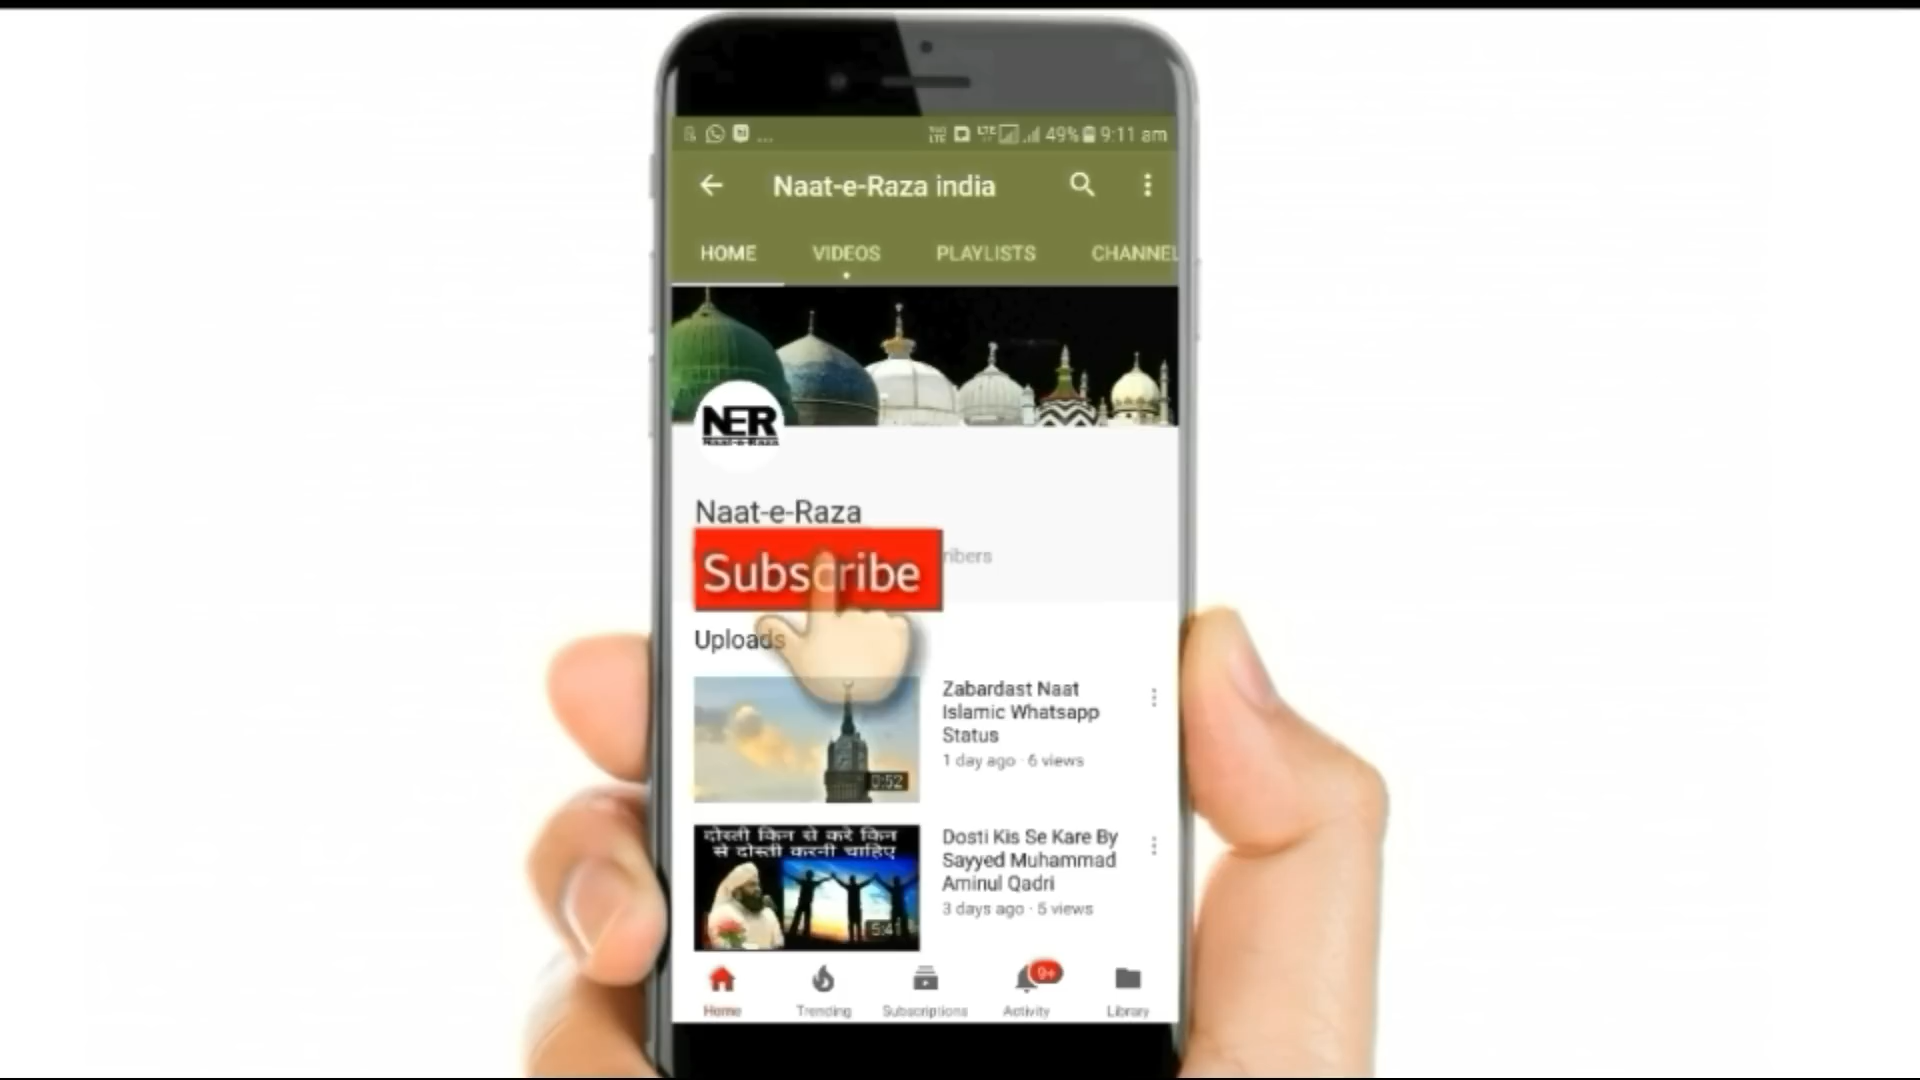 49% 9:11 am
Naat-e-Raza india
HOME VIDEOS PLAYLISTS CHANNEL
NER
Naat-e-Raza
Naat-e-Raza
Subscribe
ribers
Uploads
Zabardast Naat
Islamic Whatsapp
Status
1 day ago · 6 views
0:52
दोस्ती किन से करे किन
से दोस्ती करनी चाहिए
5:41
Dosti Kis Se Kare By
Sayyed Muhammad
Aminul Qadri
3 days ago · 5 views
9+
Home Trending Subscriptions Activity Library